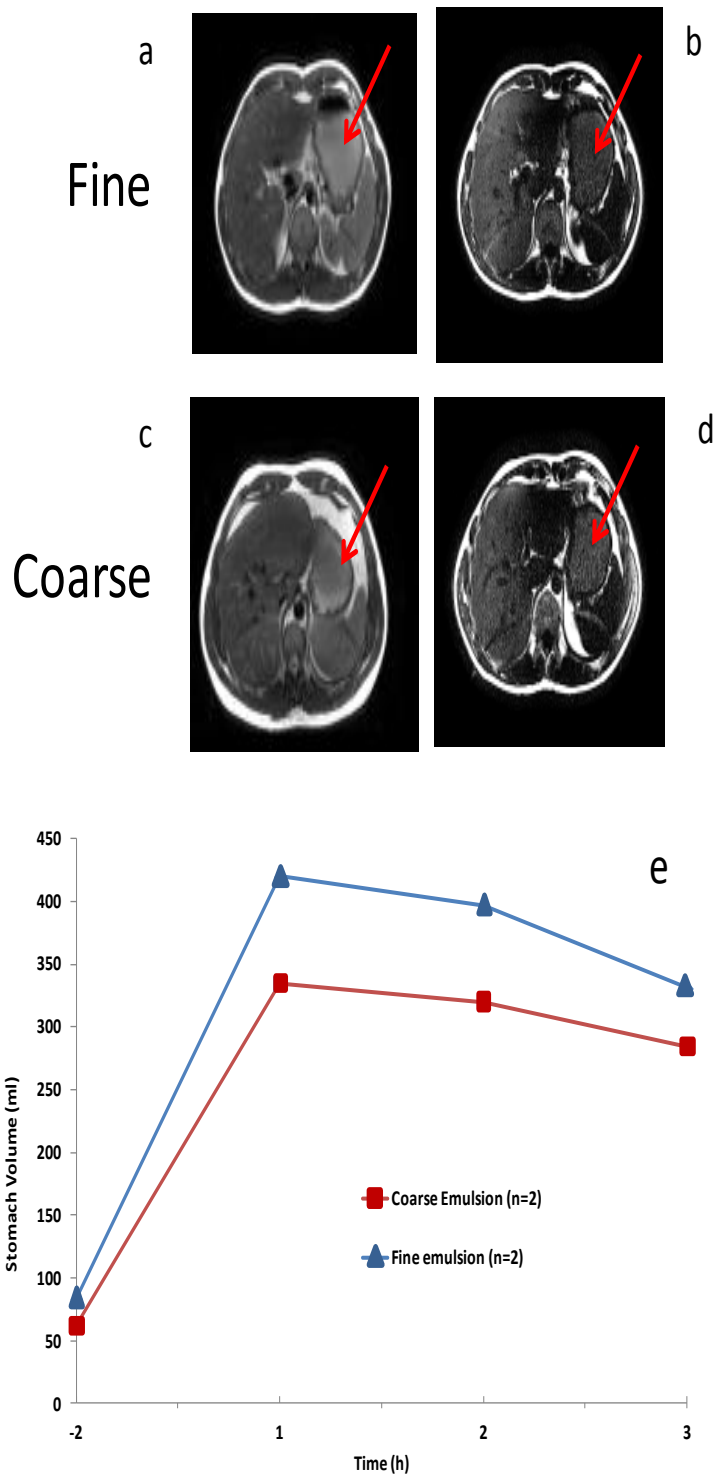 a
b
Fine
c
d
Coarse
e
450
400
350
300
250
200
150
100
50
0
Stomach Volume (ml)
Coarse Emulsion (n=2)
Fine emulsion (n=2)
-2
1
2
3
Time (h)